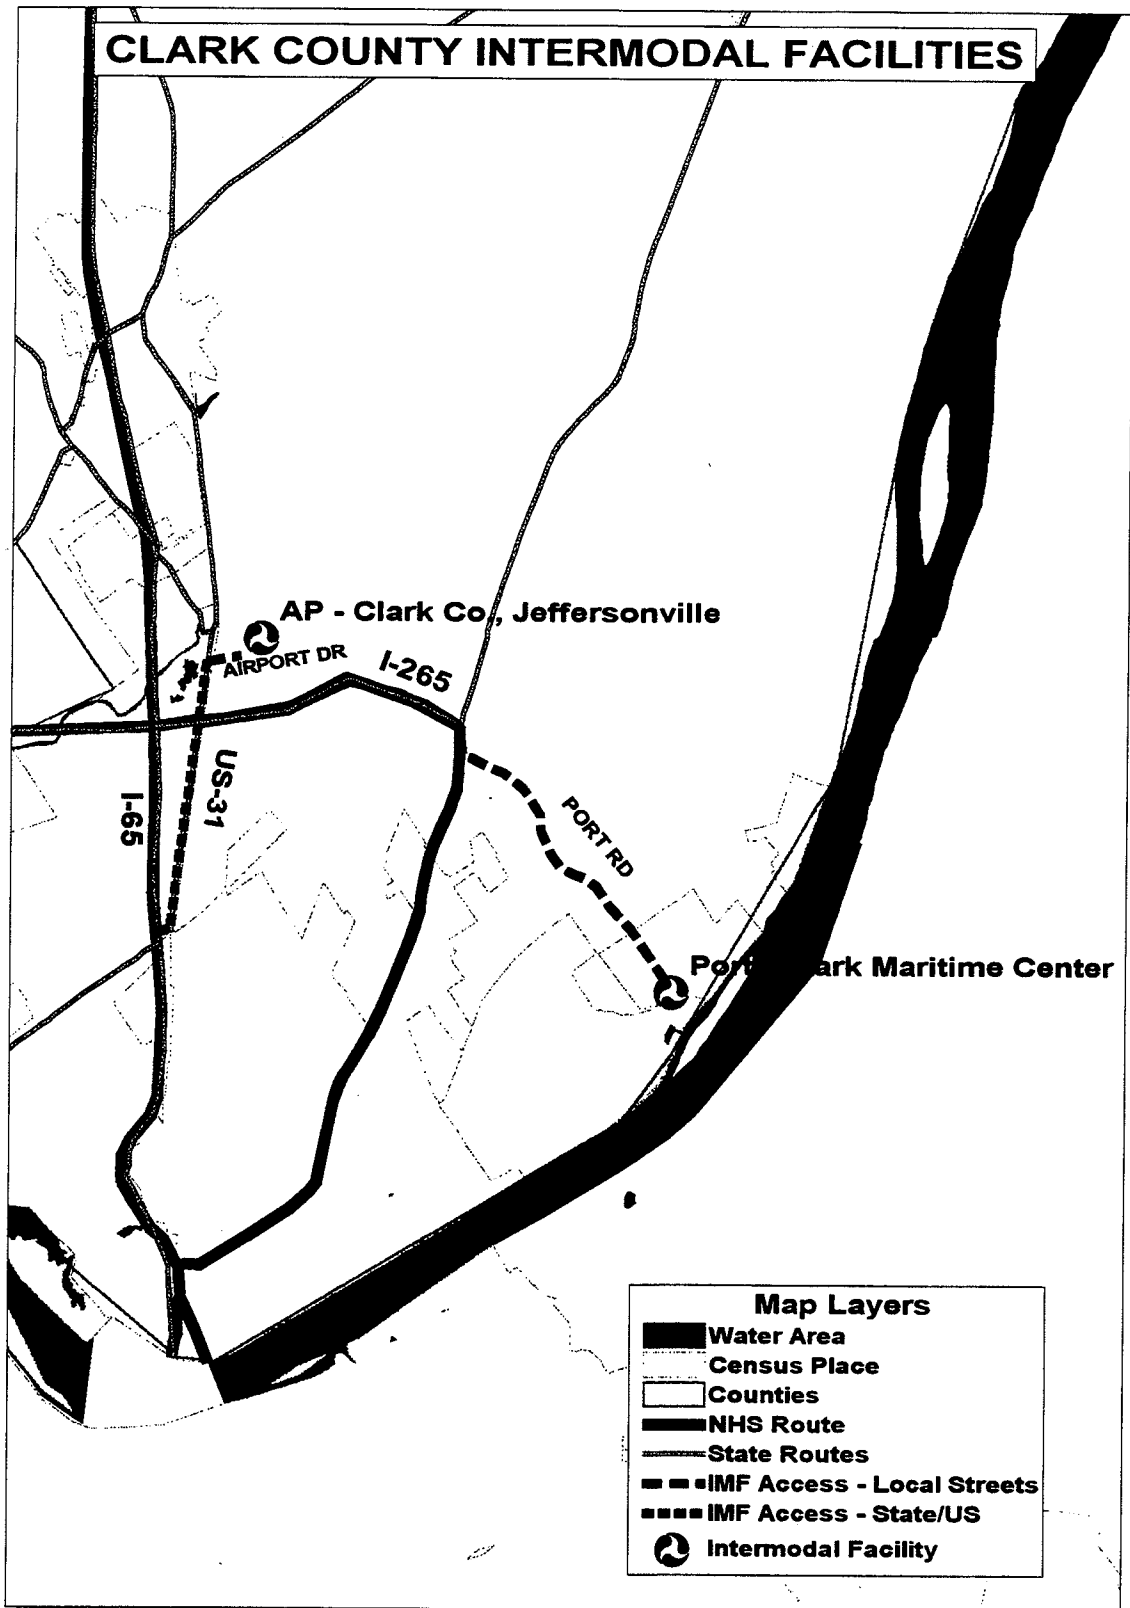 CLARK COUNTY INTERMODAL FACILITIES
AP - Clark Co., Jeffersonville
AIRPORT DR
I-265
US-31
I-65
PORT RD
Port ark Maritime Center
Map Layers
Water Area
Census Place
Counties
NHS Route
State Routes
IMF Access - Local Streets
IMF Access - State/US
Intermodal Facility